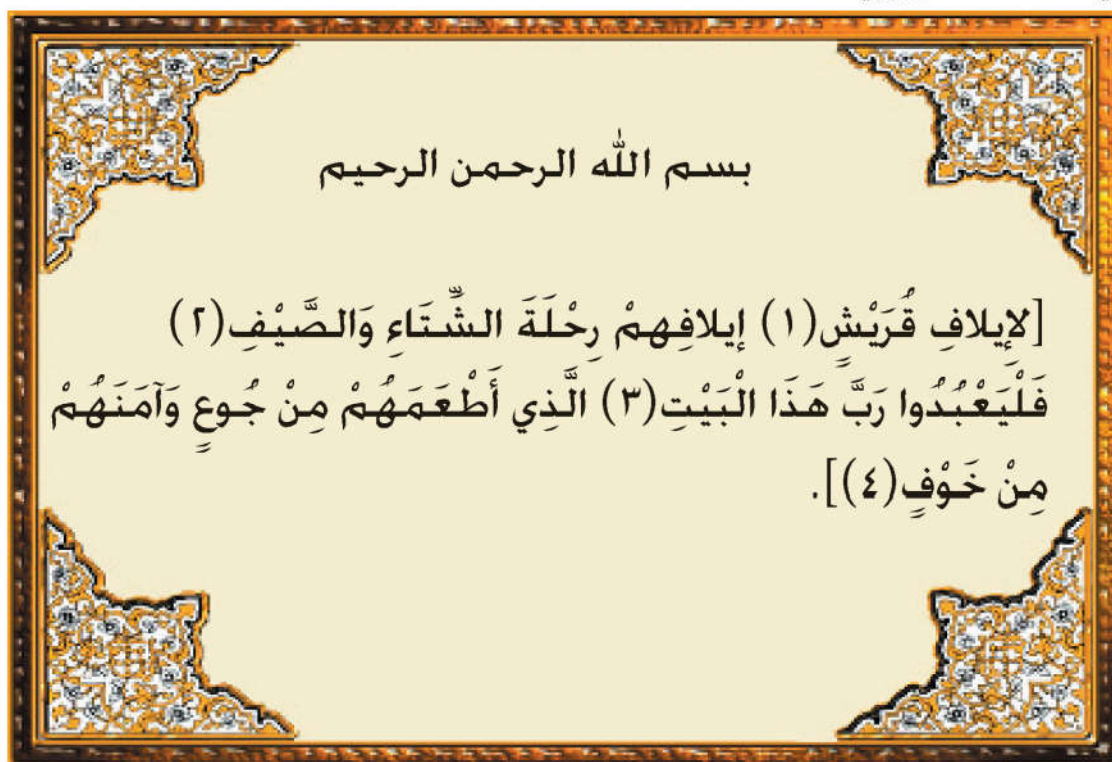 بسم الله الرحمن الرحيم
[لإيلافِ قُرَيْشٍ(١) إيلافِهِمْ رِحْلَةَ الشِّتَاءِ وَالصَّيْفِ(٢)
فَلْيَعْبُدُوا رَبَّ هَذَا الْبَيْتِ(٣) الَّذِي أَطْعَمَهُمْ مِنْ جُوعٍ وَآمَنَهُمْ
مِنْ خَوْفٍ(٤)].